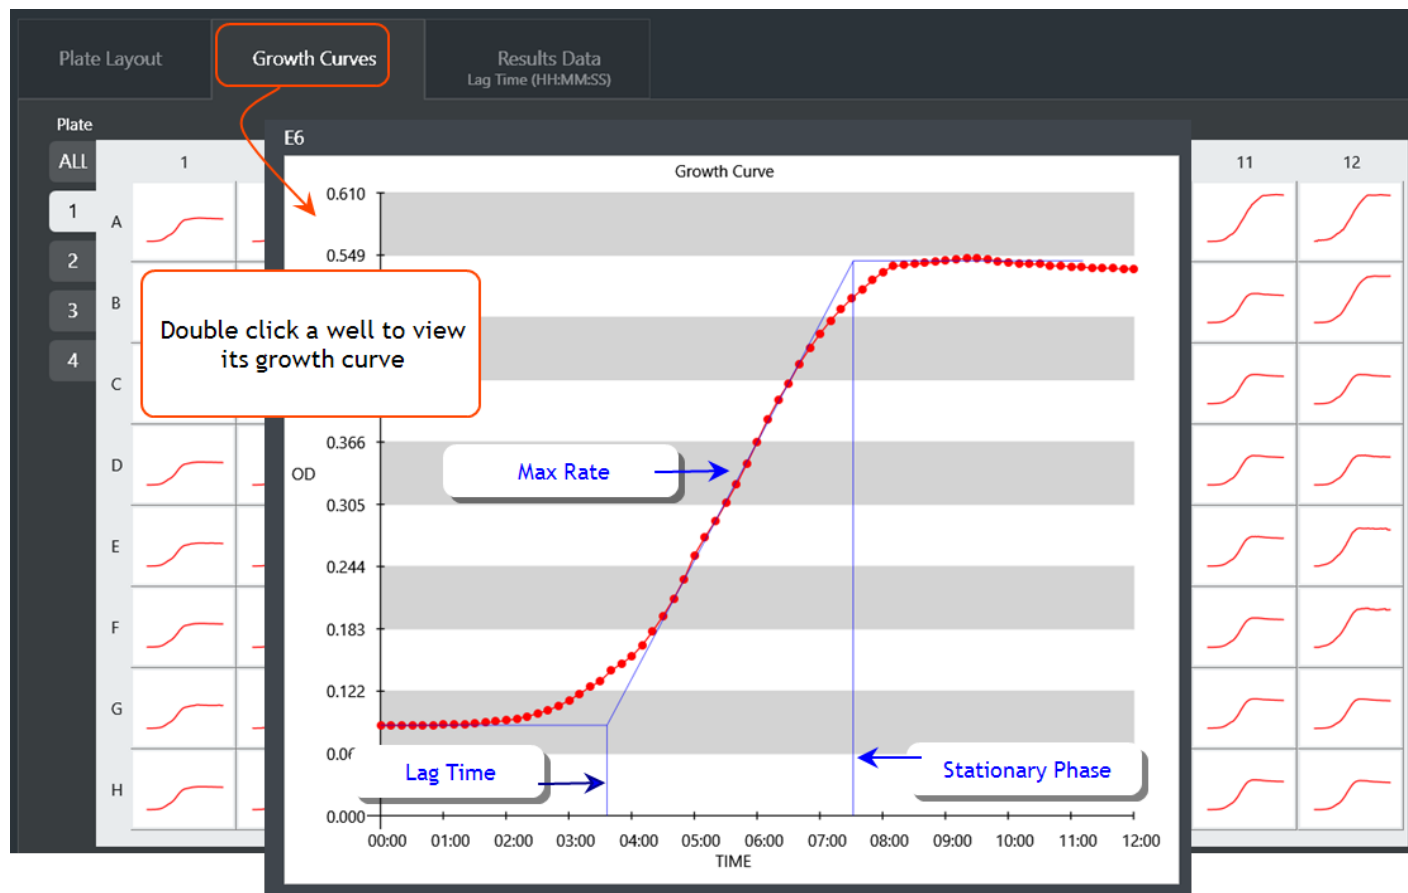 Plate Layout
Growth Curves
Results Data
Lag Time (HH:MM:SS)
Plate
ALL
1
2
3
4
1
11
12
A
B
C
D
E
F
G
H
E6
Growth Curve
Double click a well to view
its growth curve
0.610
0.549
0.366
0.305
0.244
0.183
0.122
0.000
OD
Max Rate
Lag Time
Stationary Phase
00:00 01:00 02:00 03:00 04:00 05:00 06:00 07:00 08:00 09:00 10:00 11:00 12:00
TIME